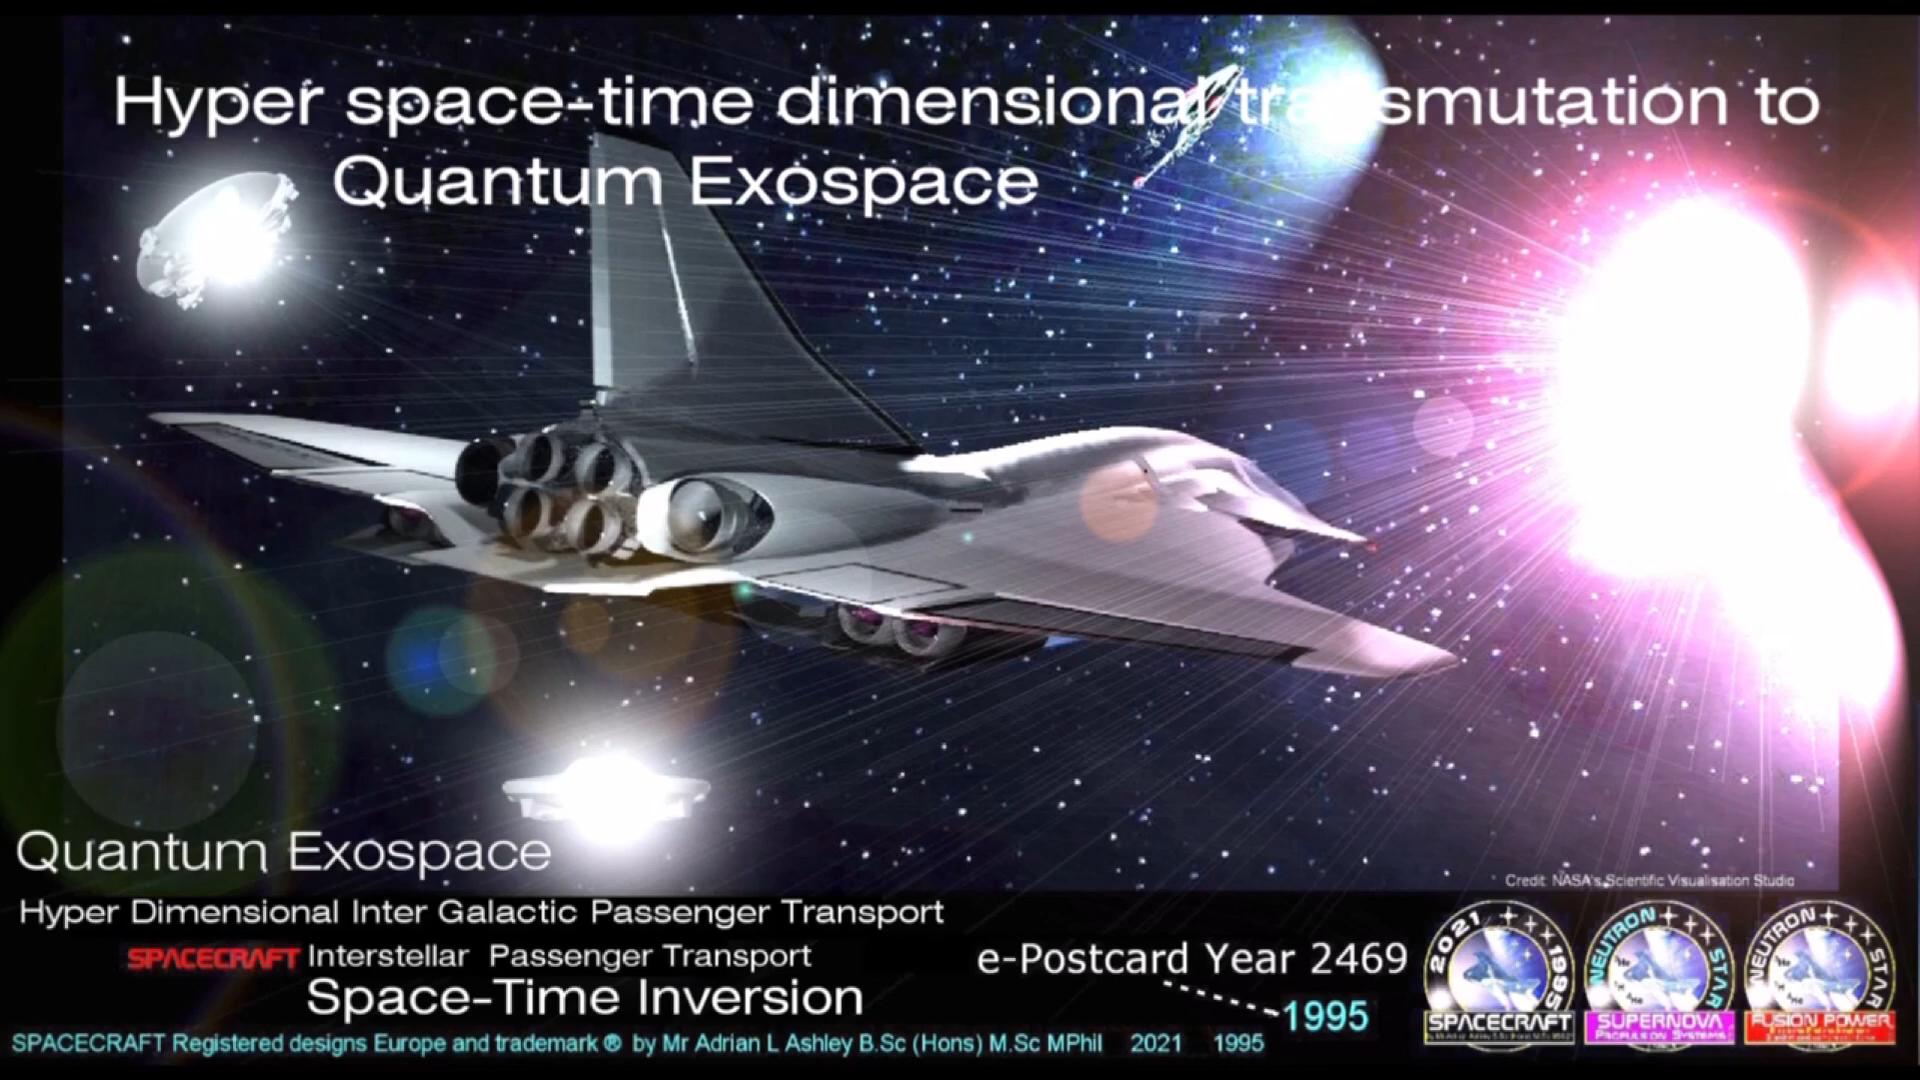 Hyper space-time dimensional transmutation to
Quantum Exospace
Quantum Exospace
Credit: NASA's Scientific Visualisation Studio
Hyper Dimensional Inter Galactic Passenger Transport
SPACECRAFT Interstellar Passenger Transport
Space-Time Inversion
e-Postcard Year 2469
1995
SPACECRAFT Registered designs Europe and trademark ® by Mr Adrian L Ashley B.Sc (Hons) M.Sc MPhil 2021 1995
2021 1995
SPACECRAFT
NEUTRON STAR
SUPERNOVA
PROPULSION SYSTEMS
NEUTRON STAR
FUSION POWER